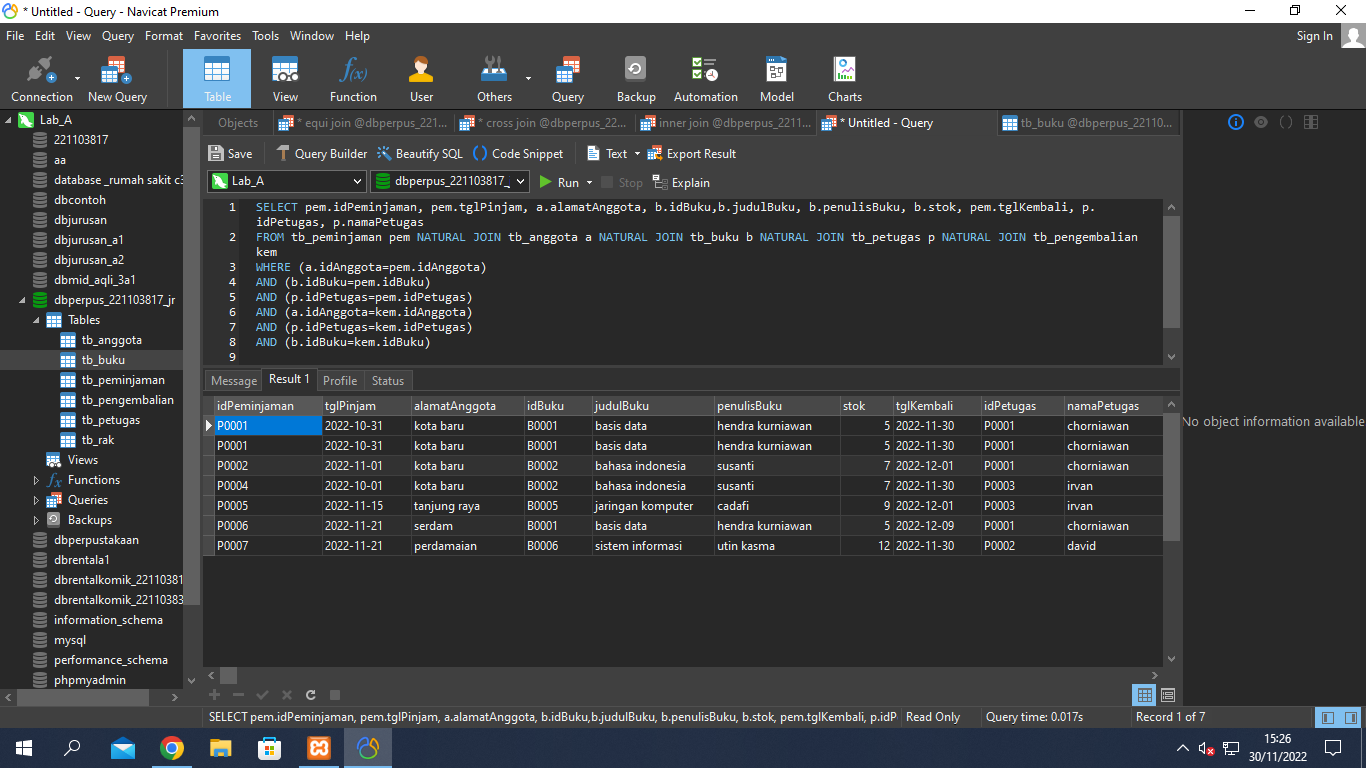 * Untitled - Query - Navicat Premium
File Edit View Query Format Favorites Tools Window Help Sign In
Connection New Query Table View Function User Others Query Backup Automation Model Charts
Lab_A
221103817
aa
database _rumah sakit c3
dbcontoh
dbjurusan
dbjurusan_a1
dbjurusan_a2
dbmid_aqli_3a1
dbperpus_221103817_jr
Tables
tb_anggota
tb_buku
tb_peminjaman
tb_pengembalian
tb_petugas
tb_rak
Views
Functions
Queries
Backups
dbperpustakaan
dbrentala1
dbrentalkomik_2211038
dbrentalkomik_22110383
information_schema
mysql
performance_schema
phpmyadmin
Objects * equi join @dbperpus_221... * cross join @dbperpus_22... inner join @dbperpus_2211... * Untitled - Query tb_buku @dbperpus_22110...
Save Query Builder Beautify SQL Code Snippet Text Export Result
Lab_A dbperpus_221103817_ Run Stop Explain
1 SELECT pem.idPeminjaman, pem.tglPinjam, a.alamatAnggota, b.idBuku,b.judulBuku, b.penulisBuku, b.stok, pem.tglKembali, p.
idPetugas, p.namaPetugas
2 FROM tb_peminjaman pem NATURAL JOIN tb_anggota a NATURAL JOIN tb_buku b NATURAL JOIN tb_petugas p NATURAL JOIN tb_pengembalian
kem
3 WHERE (a.idAnggota=pem.idAnggota)
4 AND (b.idBuku=pem.idBuku)
5 AND (p.idPetugas=pem.idPetugas)
6 AND (a.idAnggota=kem.idAnggota)
7 AND (p.idPetugas=kem.idPetugas)
8 AND (b.idBuku=kem.idBuku)
9
Message Result 1 Profile Status
idPeminjaman tglPinjam alamatAnggota idBuku judulBuku penulisBuku stok tglKembali idPetugas namaPetugas
P0001 2022-10-31 kota baru B0001 basis data hendra kurniawan 5 2022-11-30 P0001 chorniawan
P0001 2022-10-31 kota baru B0001 basis data hendra kurniawan 5 2022-11-30 P0001 chorniawan
P0002 2022-11-01 kota baru B0002 bahasa indonesia susanti 7 2022-12-01 P0001 chorniawan
P0004 2022-10-01 kota baru B0002 bahasa indonesia susanti 7 2022-11-30 P0003 irvan
P0005 2022-11-15 tanjung raya B0005 jaringan komputer cadafi 9 2022-12-01 P0003 irvan
P0006 2022-11-21 serdam B0001 basis data hendra kurniawan 5 2022-12-09 P0001 chorniawan
P0007 2022-11-21 perdamaian B0006 sistem informasi utin kasma 12 2022-11-30 P0002 david
No object information available
SELECT pem.idPeminjaman, pem.tglPinjam, a.alamatAnggota, b.idBuku,b.judulBuku, b.penulisBuku, b.stok, pem.tglKembali, p.idP Read Only Query time: 0.017s Record 1 of 7
15:26
30/11/2022